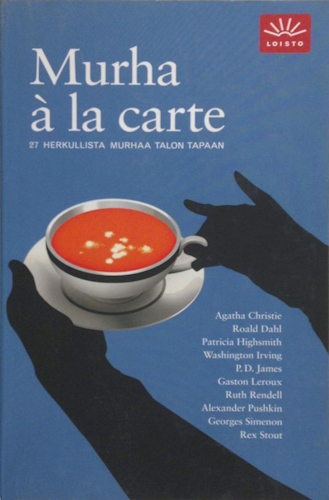 LOISTO
Murha
à la carte
27 HERKULLISTA MURHAA TALON TAPAAN
Agatha Christie
Roald Dahl
Patricia Highsmith
Washington Irving
P. D. James
Gaston Leroux
Ruth Rendell
Alexander Pushkin
Georges Simenon
Rex Stout